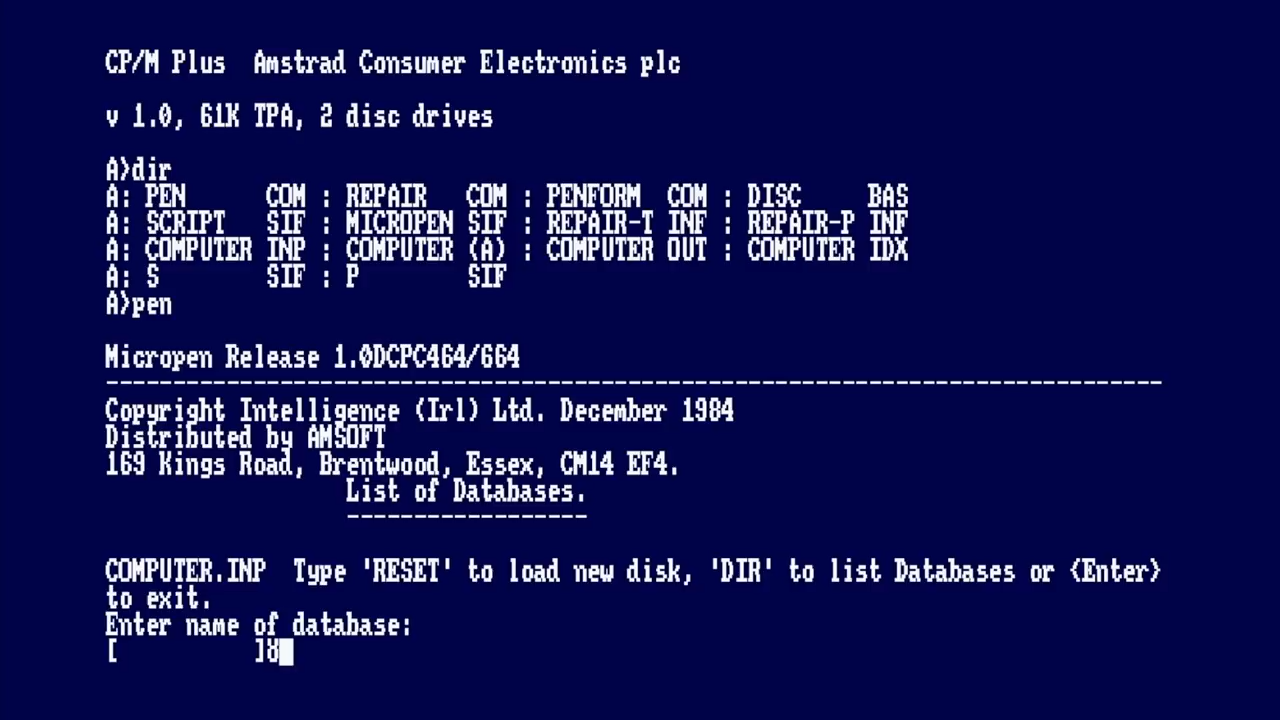 CP/M Plus  Amstrad Consumer Electronics plc
v 1.0, 61K TPA, 2 disc drives
A>dir
A: PEN      COM : REPAIR   COM : PENFORM  COM : DISC     BAS
A: SCRIPT   SIF : MICROPEN SIF : REPAIR-T INF : REPAIR-P INF
A: COMPUTER INP : COMPUTER (A) : COMPUTER OUT : COMPUTER IDX
A: S        SIF : P        SIF
A>pen
Micropen Release 1.0DCPC464/664
-------------------------------------------------------------------------------
Copyright Intelligence (Irl) Ltd. December 1984
Distributed by AMSOFT
169 Kings Road, Brentwood, Essex, CM14 EF4.
List of Databases.
------------------
COMPUTER.INP  Type 'RESET' to load new disk, 'DIR' to list Databases or {Enter}
to exit.
Enter name of database:
[          ]8